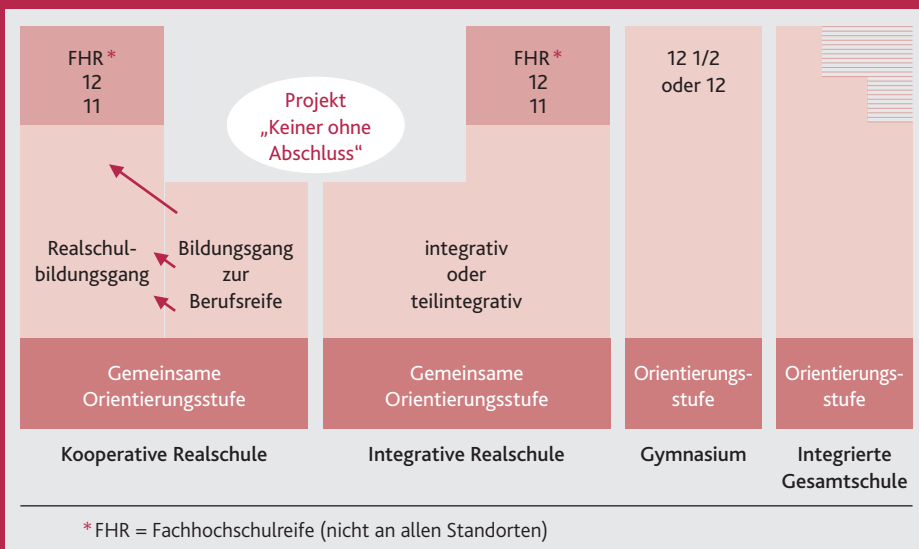 FHR*
12
11
Projekt
„Keiner ohne
Abschluss“
FHR*
12
11
12 1/2
oder 12
Realschul-
bildungsgang
Bildungsgang
zur
Berufsreife
integrativ
oder
teilintegrativ
Gemeinsame
Orientierungsstufe
Gemeinsame
Orientierungsstufe
Orientierungs-
stufe
Orientierungs-
stufe
Kooperative Realschule
Integrative Realschule
Gymnasium
Integrierte
Gesamtschule
*FHR = Fachhochschulreife (nicht an allen Standorten)